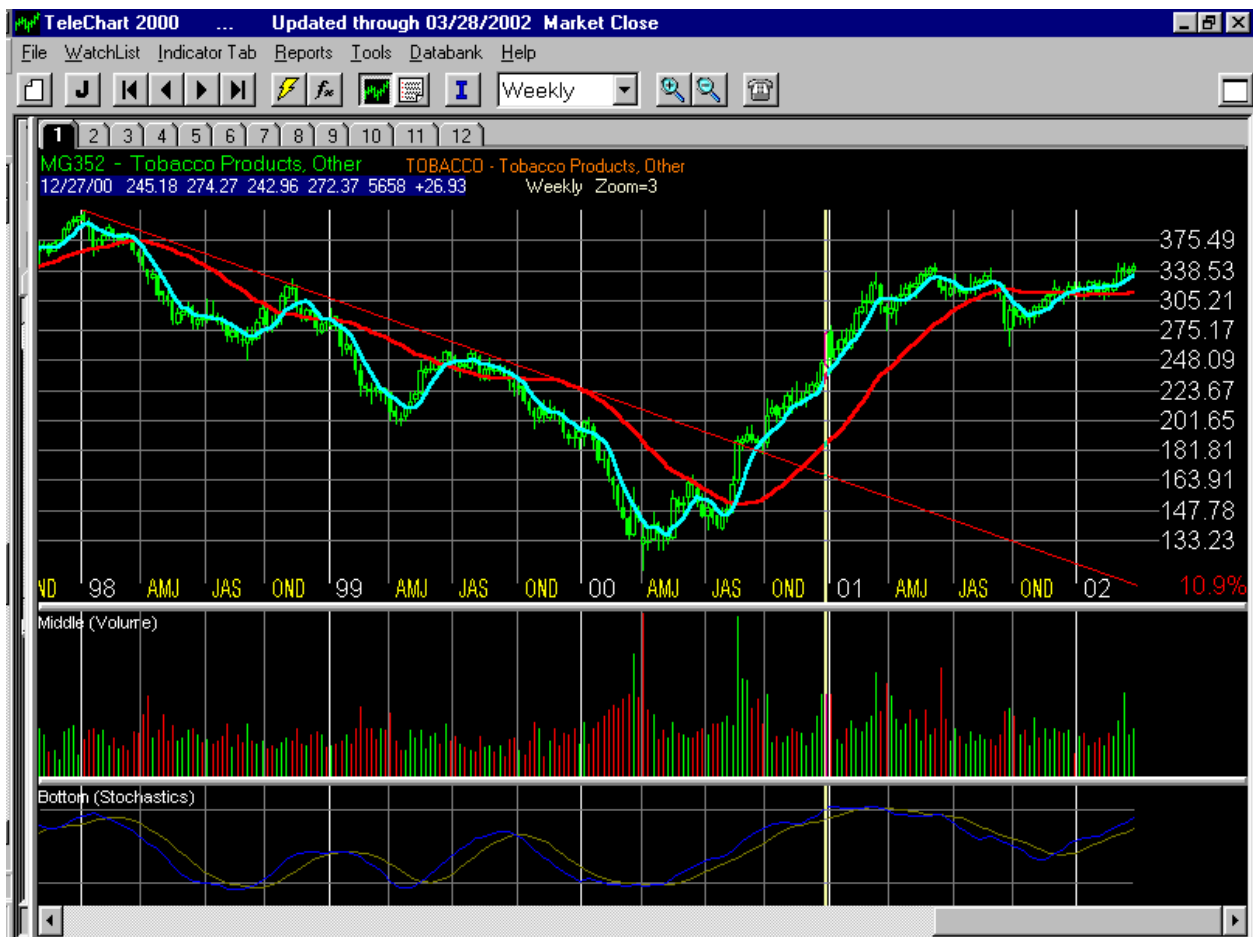 TeleChart 2000 ... Updated through 03/28/2002 Market Close
File WatchList Indicator Tab Reports Tools Databank Help
J Weekly
1 2 3 4 5 6 7 8 9 10 11 12
MG352 - Tobacco Products, Other TOBACCO - Tobacco Products, Other
12/27/00 245.18 274.27 242.96 272.37 5658 +26.93 Weekly Zoom=3
375.49
338.53
305.21
275.17
248.09
223.67
201.65
181.81
163.91
147.78
133.23
ND 98 AMJ JAS OND 99 AMJ JAS OND 00 AMJ JAS OND 01 AMJ JAS OND 02 10.9%
Middle (Volume)
Bottom (Stochastics)